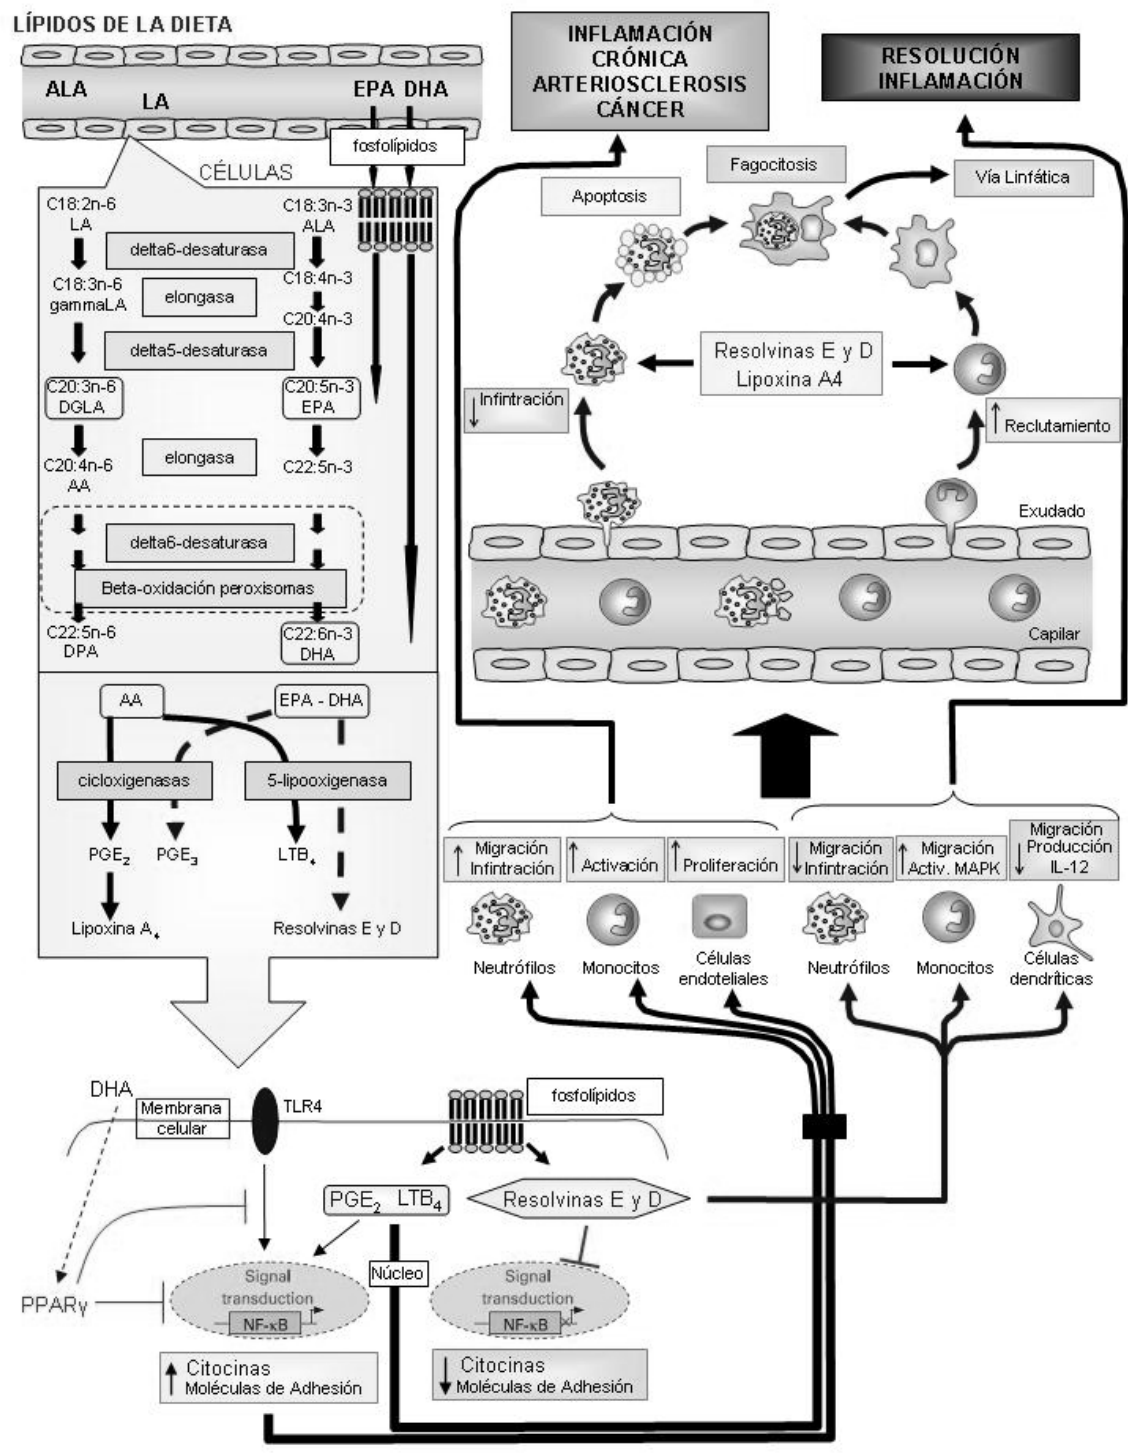 LÍPIDOS DE LA DIETA
ALA
LA
EPA DHA
fosfolípidos
CÉLULAS
C18:2n-6
LA
C18:3n-3
ALA
delta6-desaturasa
C18:3n-6
gammaLA
C18:4n-3
elongasa
C20:4n-3
delta5-desaturasa
C20:3n-6
DGLA
C20:5n-3
EPA
elongasa
C20:4n-6
AA
C22:5n-3
delta6-desaturasa
Beta-oxidación peroxisomas
C22:5n-6
DPA
C22:6n-3
DHA
AA
EPA - DHA
cicloxigenasas
5-lipooxigenasa
PGE2
PGE3
LTB4
Lipoxina A4
Resolvinas E y D
INFLAMACIÓN
CRÓNICA
ARTERIOSCLEROSIS
CÁNCER
RESOLUCIÓN
INFLAMACIÓN
Apoptosis
Fagocitosis
Vía Linfática
Resolvinas E y D
Lipoxina A4
↓ Infintración
↑ Reclutamiento
Exudado
Capilar
↑ Migración
Infintración
↑ Activación
↑ Proliferación
↓ Migración
Infintración
↑ Migración
Activ. MAPK
↓ Migración
Producción
IL-12
Neutrófilos
Monocitos
Células
endoteliales
Neutrófilos
Monocitos
Células
dendríticas
DHA
Membrana
celular
TLR4
fosfolípidos
PGE2 LTB4
Resolvinas E y D
PPARγ
Signal
transduction
NF-κB
Núcleo
Signal
transduction
NF-κB
↑ Citocinas
Moléculas de Adhesión
↓ Citocinas
Moléculas de Adhesión